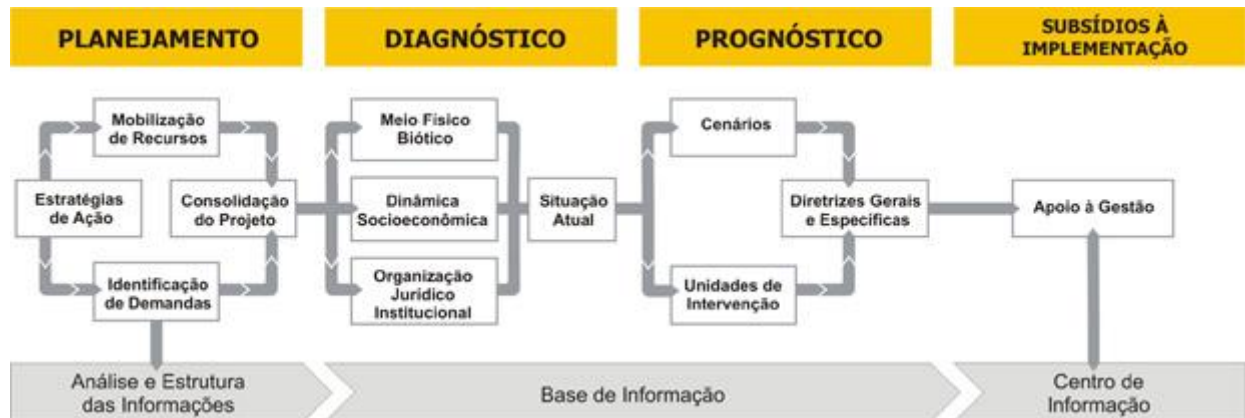 PLANEJAMENTO
DIAGNÓSTICO
PROGNÓSTICO
SUBSÍDIOS À
IMPLEMENTAÇÃO
Mobilização
de Recursos
Estratégias
de Ação
Consolidação
do Projeto
Identificação
de Demandas
Meio Físico
Biótico
Dinâmica
Socioeconômica
Organização
Jurídico
Institucional
Situação
Atual
Cenários
Unidades de
Intervenção
Diretrizes Gerais
e Específicas
Apoio à Gestão
Análise e Estrutura
das Informações
Base de Informação
Centro de
Informação